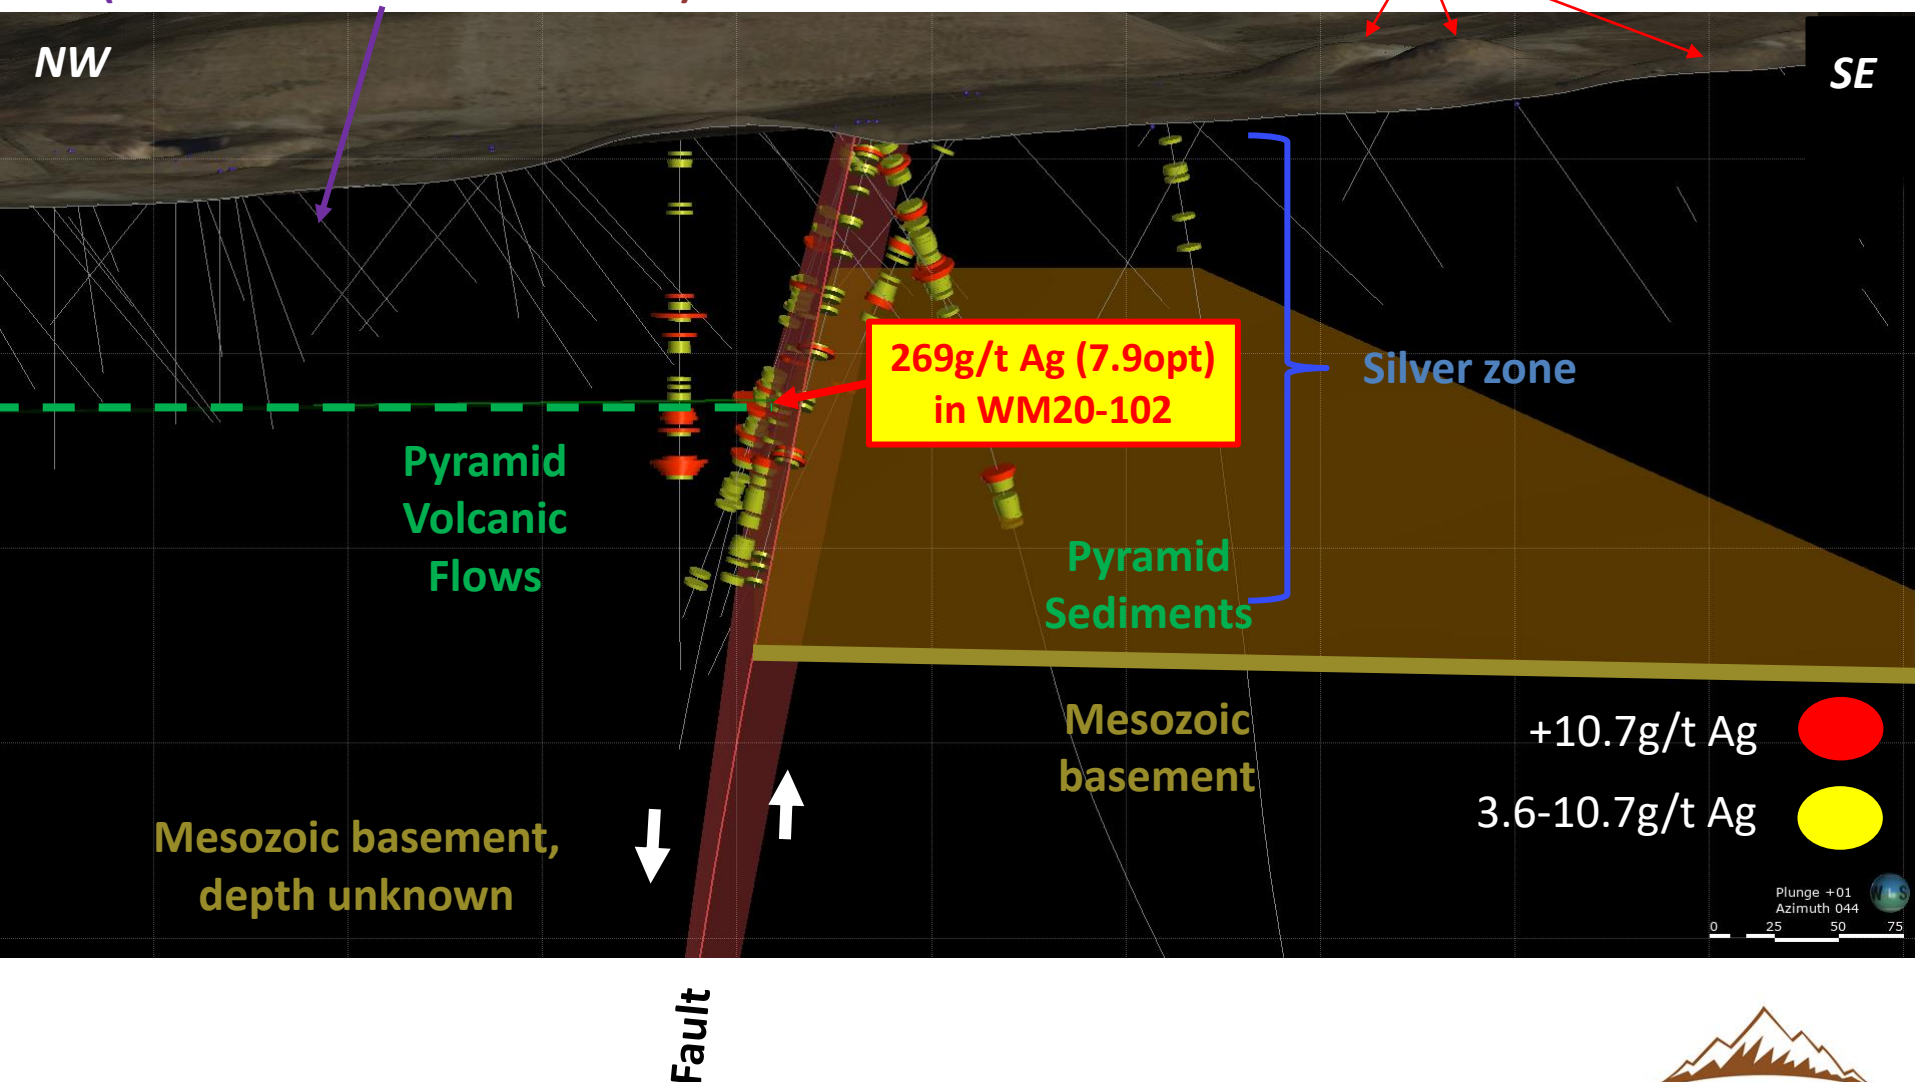 NW
SE
269g/t Ag (7.9opt)
in WM20-102
Silver zone
Pyramid
Volcanic
Flows
Pyramid
Sediments
Mesozoic
basement
+10.7g/t Ag
3.6-10.7g/t Ag
Mesozoic basement,
depth unknown
Plunge +01
Azimuth 044
0 25 50 75
Fault